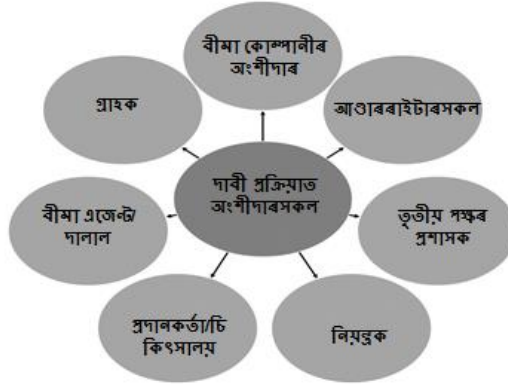 বীমা কোম্পানীৰ
অংশীদাৰ
গ্ৰাহক
আণ্ডাৰৰাইটাৰসকল
দাবী প্ৰক্ৰিয়াত
অংশীদাৰসকল
বীমা এজেন্ট/
দালাল
তৃতীয় পক্ষৰ
প্ৰশাসক
প্ৰদানকৰ্তা/চি
কিৎসালয়
নিয়ন্ত্ৰক